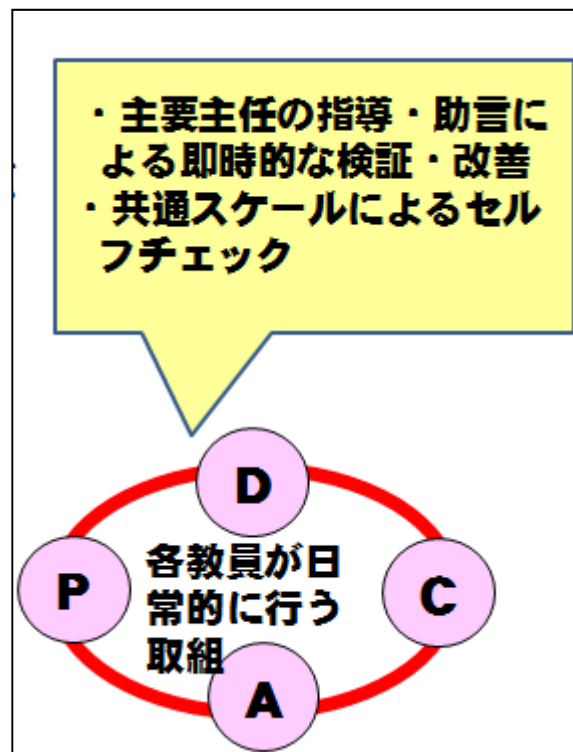 ・主要主任の指導・助言に
よる即時的な検証・改善
・共通スケールによるセル
フチェック
D
各教員が日
P
常的に行う
C
取組
A